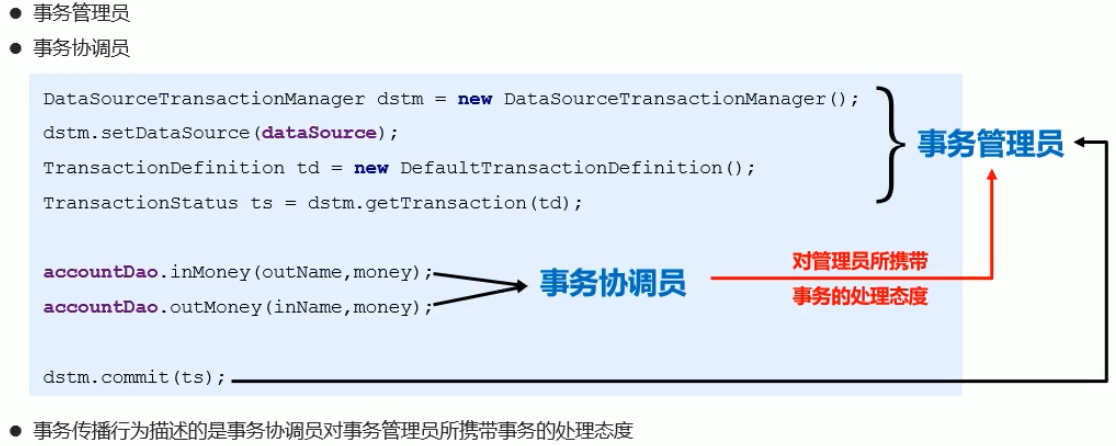 ● 事务管理员
● 事务协调员
DataSourceTransactionManager dstm = new DataSourceTransactionManager();
dstm.setDataSource(dataSource);
TransactionDefinition td = new DefaultTransactionDefinition();
TransactionStatus ts = dstm.getTransaction(td);
事务管理员
accountDao.inMoney(outName,money);
accountDao.outMoney(inName,money);
事务协调员
对管理员所携带
事务的处理态度
dstm.commit(ts);
● 事务传播行为描述的是事务协调员对事务管理员所携带事务的处理态度